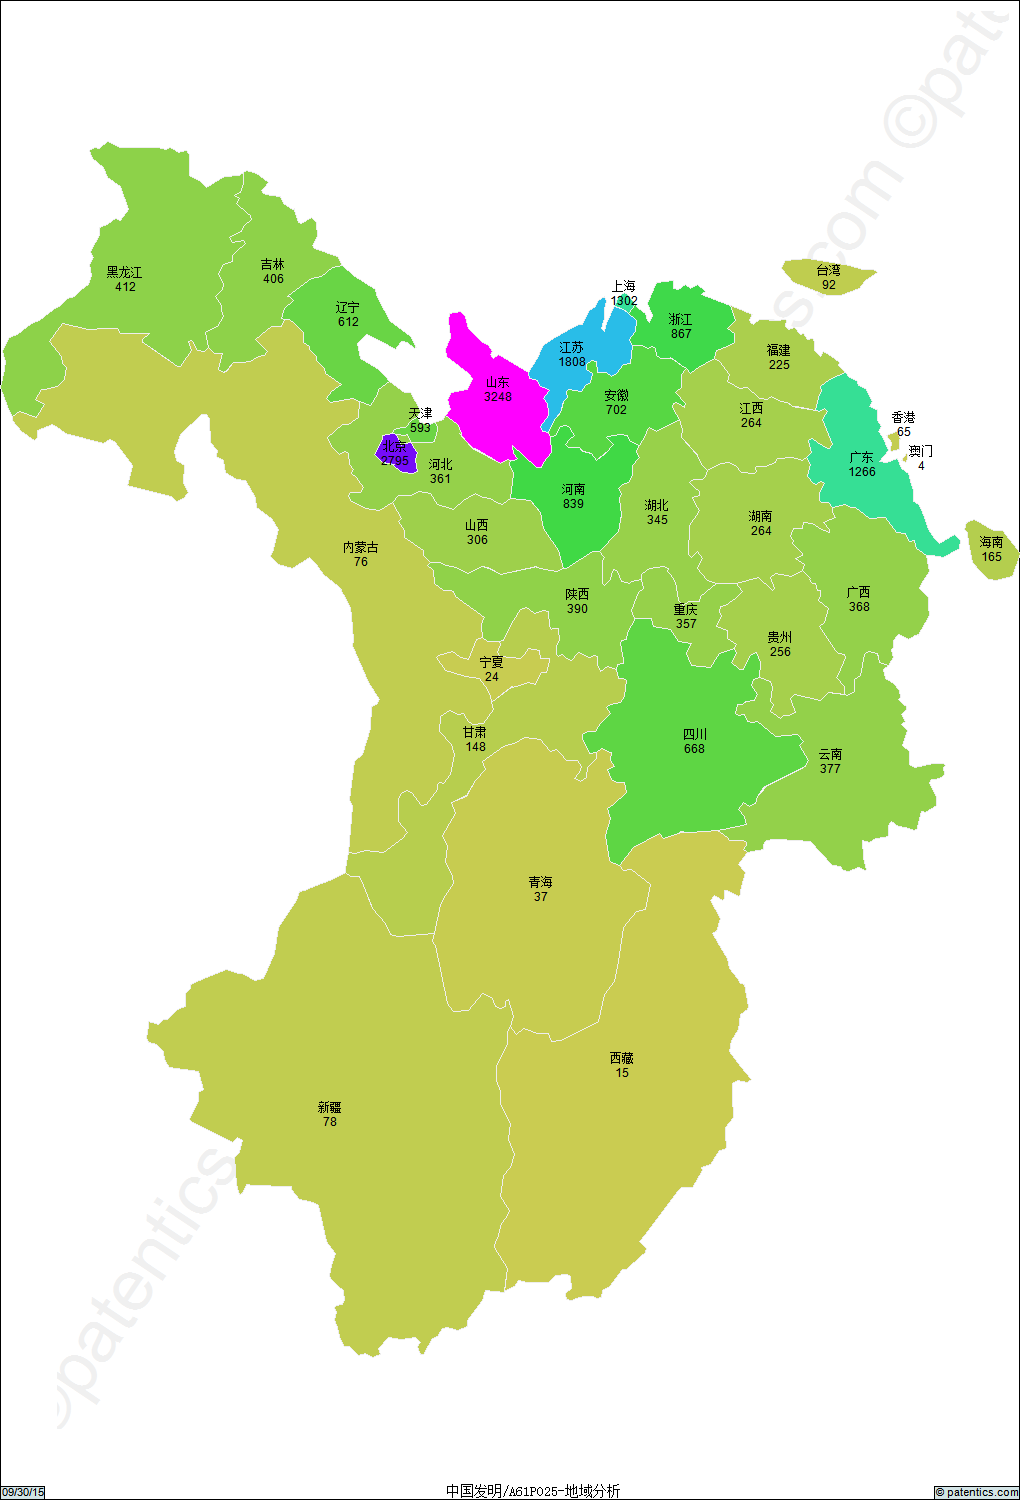 ©patentics.com ©patentics
黑龙江
412
吉林
406
辽宁
612
台湾
92
上海
1302
浙江
867
江苏
1808
福建
225
山东
3248
安徽
702
江西
264
天津
593
香港
65
北京
2795
河北
361
广东
1266
澳门
4
河南
839
湖北
345
湖南
264
山西
306
海南
165
内蒙古
76
陕西
390
重庆
357
广西
368
贵州
256
宁夏
24
甘肃
148
四川
668
云南
377
青海
37
西藏
15
新疆
78
09/30/15
中国发明/A61P025-地域分析
© patentics.com